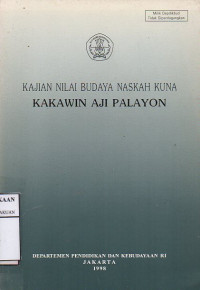 Milik Depdikbud
Tidak Diperdagangkan
KAJIAN NILAI BUDAYA NASKAH KUNA
KAKAWIN AJI PALAYON
KAAN
DEPARTEMEN PENDIDIKAN DAN KEBUDAYAAN RI
JAKARTA
1998